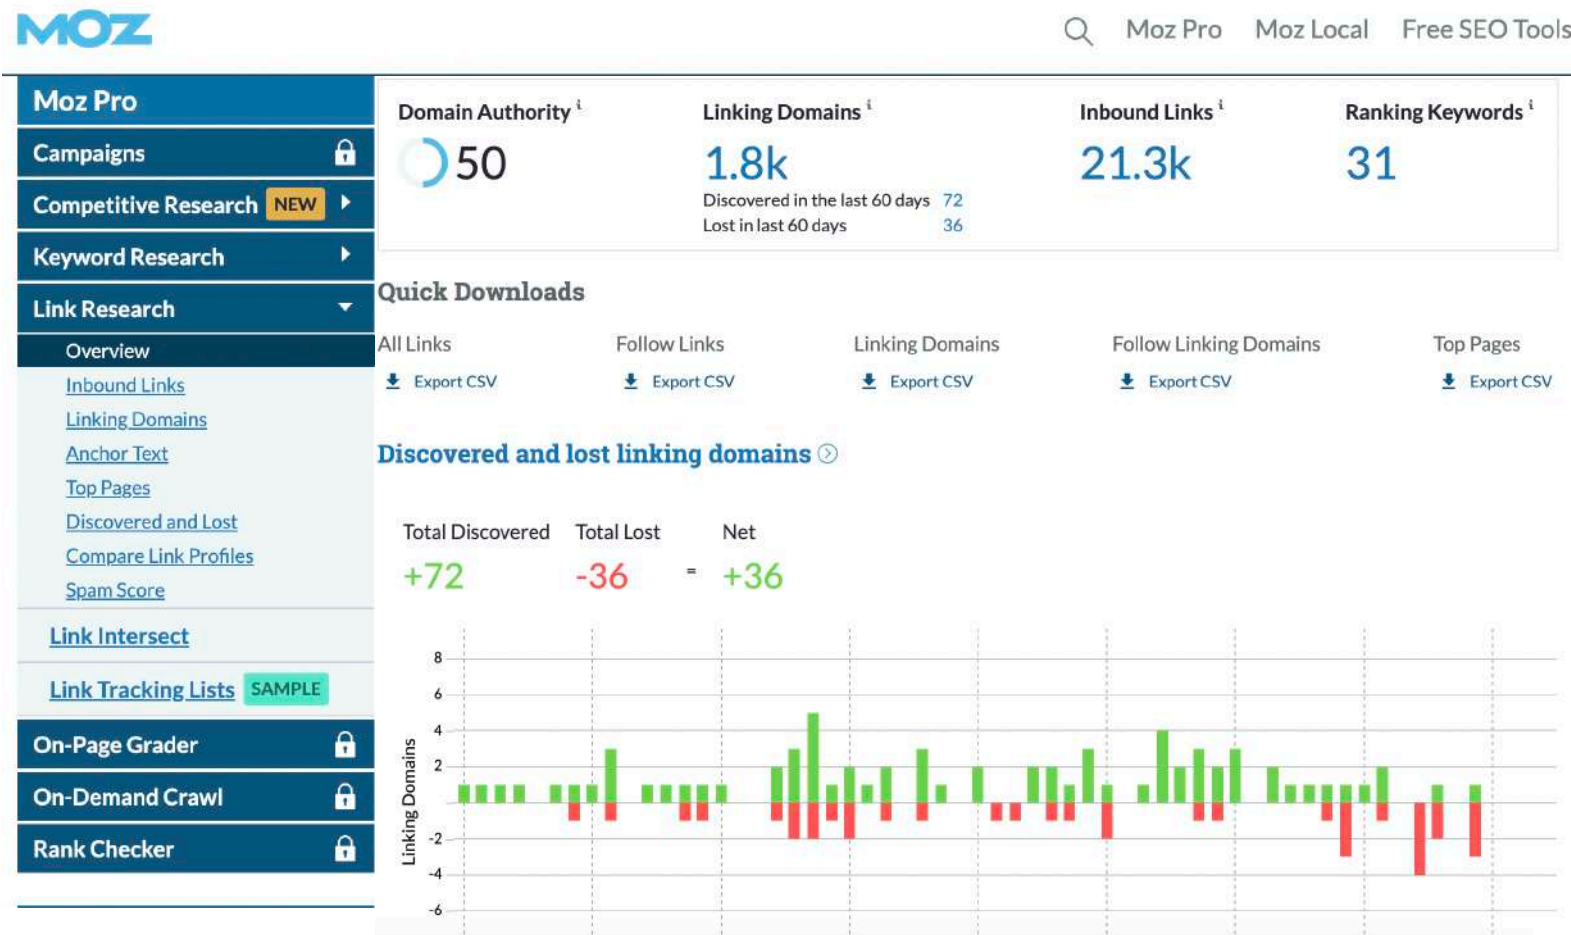 MOZ
Moz Pro Moz Local Free SEO Tools
Moz Pro
Campaigns
Competitive Research NEW
Keyword Research
Link Research
Overview
Inbound Links
Linking Domains
Anchor Text
Top Pages
Discovered and Lost
Compare Link Profiles
Spam Score
Link Intersect
Link Tracking Lists SAMPLE
On-Page Grader
On-Demand Crawl
Rank Checker
Domain Authority i
50
Linking Domains i
1.8k
Discovered in the last 60 days 72
Lost in last 60 days 36
Inbound Links i
21.3k
Ranking Keywords i
31
Quick Downloads
All Links Follow Links Linking Domains Follow Linking Domains Top Pages
Export CSV Export CSV Export CSV Export CSV Export CSV
Discovered and lost linking domains
Total Discovered Total Lost Net
+72 -36 = +36
Linking Domains
8
6
4
2
-2
-4
-6